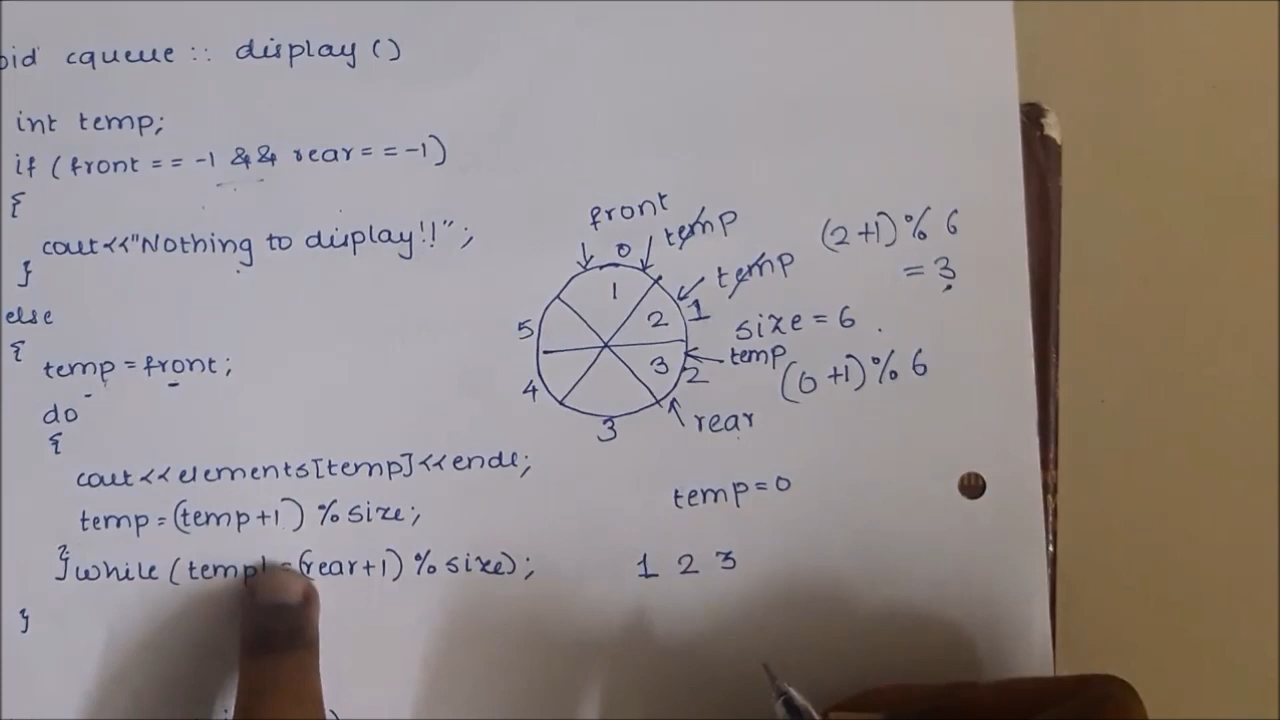 cqueue :: display ()
int temp;
if (front == -1 && rear == -1)
{
cout<<"Nothing to display!!";
}
else
{
temp = front;
do
{
cout<<elements[temp]<<endl;
temp = (temp+1) % size;
} while (temp != (rear+1) % size);
}
front
temp
temp
0
1
2
3
1
2
3
4
5
temp
rear
(2+1) % 6
= 3
size = 6
(0+1) % 6
temp = 0
1 2 3